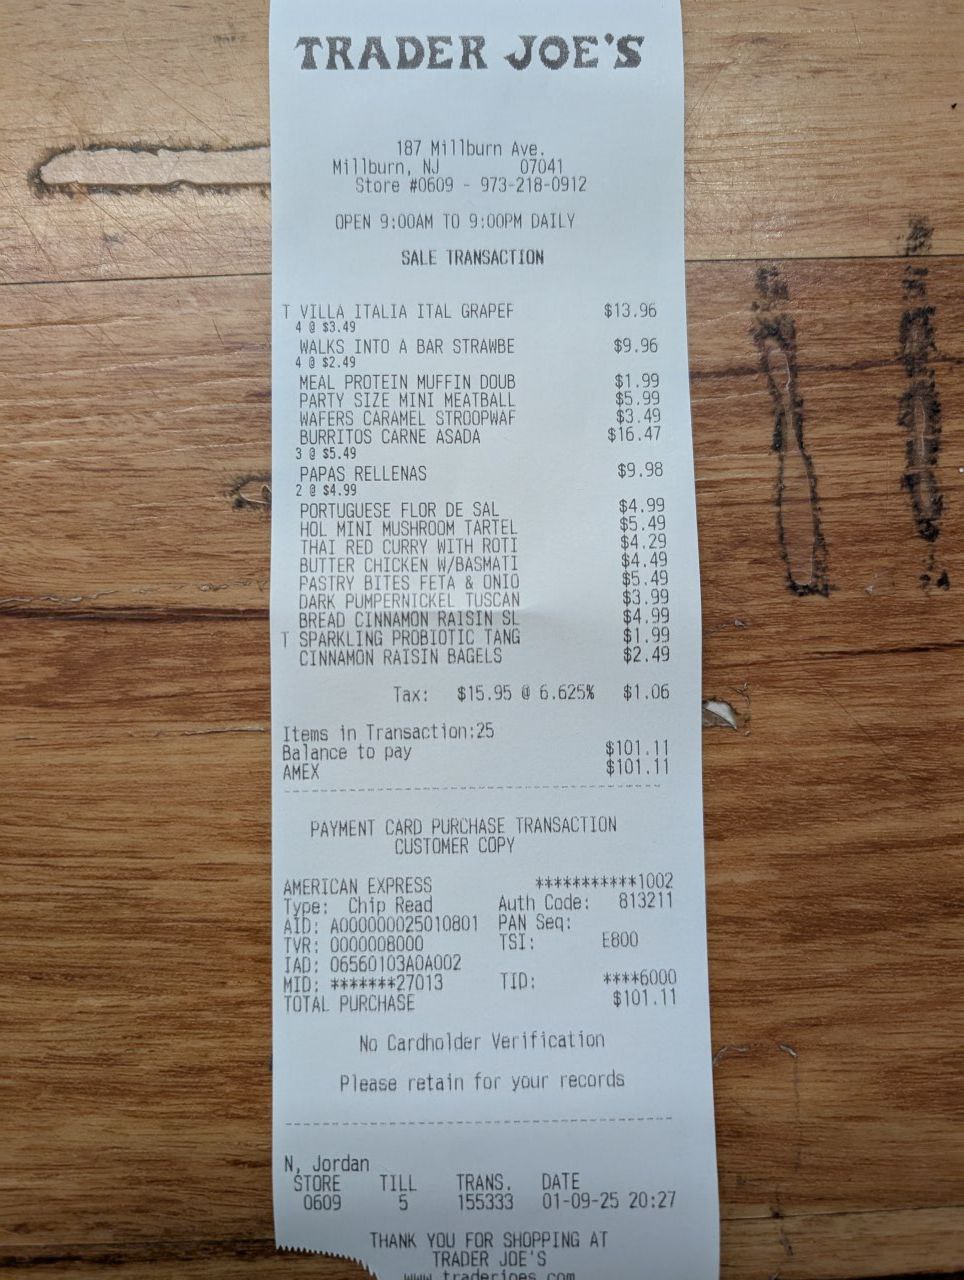 TRADER JOE'S
187 Millburn Ave.
Millburn, NJ 07041
Store #0609 - 973-218-0912
OPEN 9:00AM TO 9:00PM DAILY
SALE TRANSACTION
T VILLA ITALIA ITAL GRAPEF $13.96
4 @ $3.49
WALKS INTO A BAR STRAWBE $9.96
4 @ $2.49
MEAL PROTEIN MUFFIN DOUB $1.99
PARTY SIZE MINI MEATBALL $5.99
WAFERS CARAMEL STROOPWAF $3.49
BURRITOS CARNE ASADA $16.47
3 @ $5.49
PAPAS RELLENAS $9.98
2 @ $4.99
PORTUGUESE FLOR DE SAL $4.99
HOL MINI MUSHROOM TARTEL $5.49
THAI RED CURRY WITH ROTI $4.29
BUTTER CHICKEN W/BASMATI $4.49
PASTRY BITES FETA & ONIO $5.49
DARK PUMPERNICKEL TUSCAN $3.99
BREAD CINNAMON RAISIN SL $4.99
T SPARKLING PROBIOTIC TANG $1.99
CINNAMON RAISIN BAGELS $2.49
Tax: $15.95 @ 6.625% $1.06
Items in Transaction:25
Balance to pay $101.11
AMEX $101.11
PAYMENT CARD PURCHASE TRANSACTION
CUSTOMER COPY
AMERICAN EXPRESS ***********1002
Type: Chip Read Auth Code: 813211
AID: A000000025010801 PAN Seq:
TVR: 0000008000 TSI: E800
IAD: 06560103A0A002
MID: *******27013 TID: ****6000
TOTAL PURCHASE $101.11
No Cardholder Verification
Please retain for your records
N, Jordan
STORE TILL TRANS. DATE
0609 5 155333 01-09-25 20:27
THANK YOU FOR SHOPPING AT
TRADER JOE'S
www.traderjoes.com